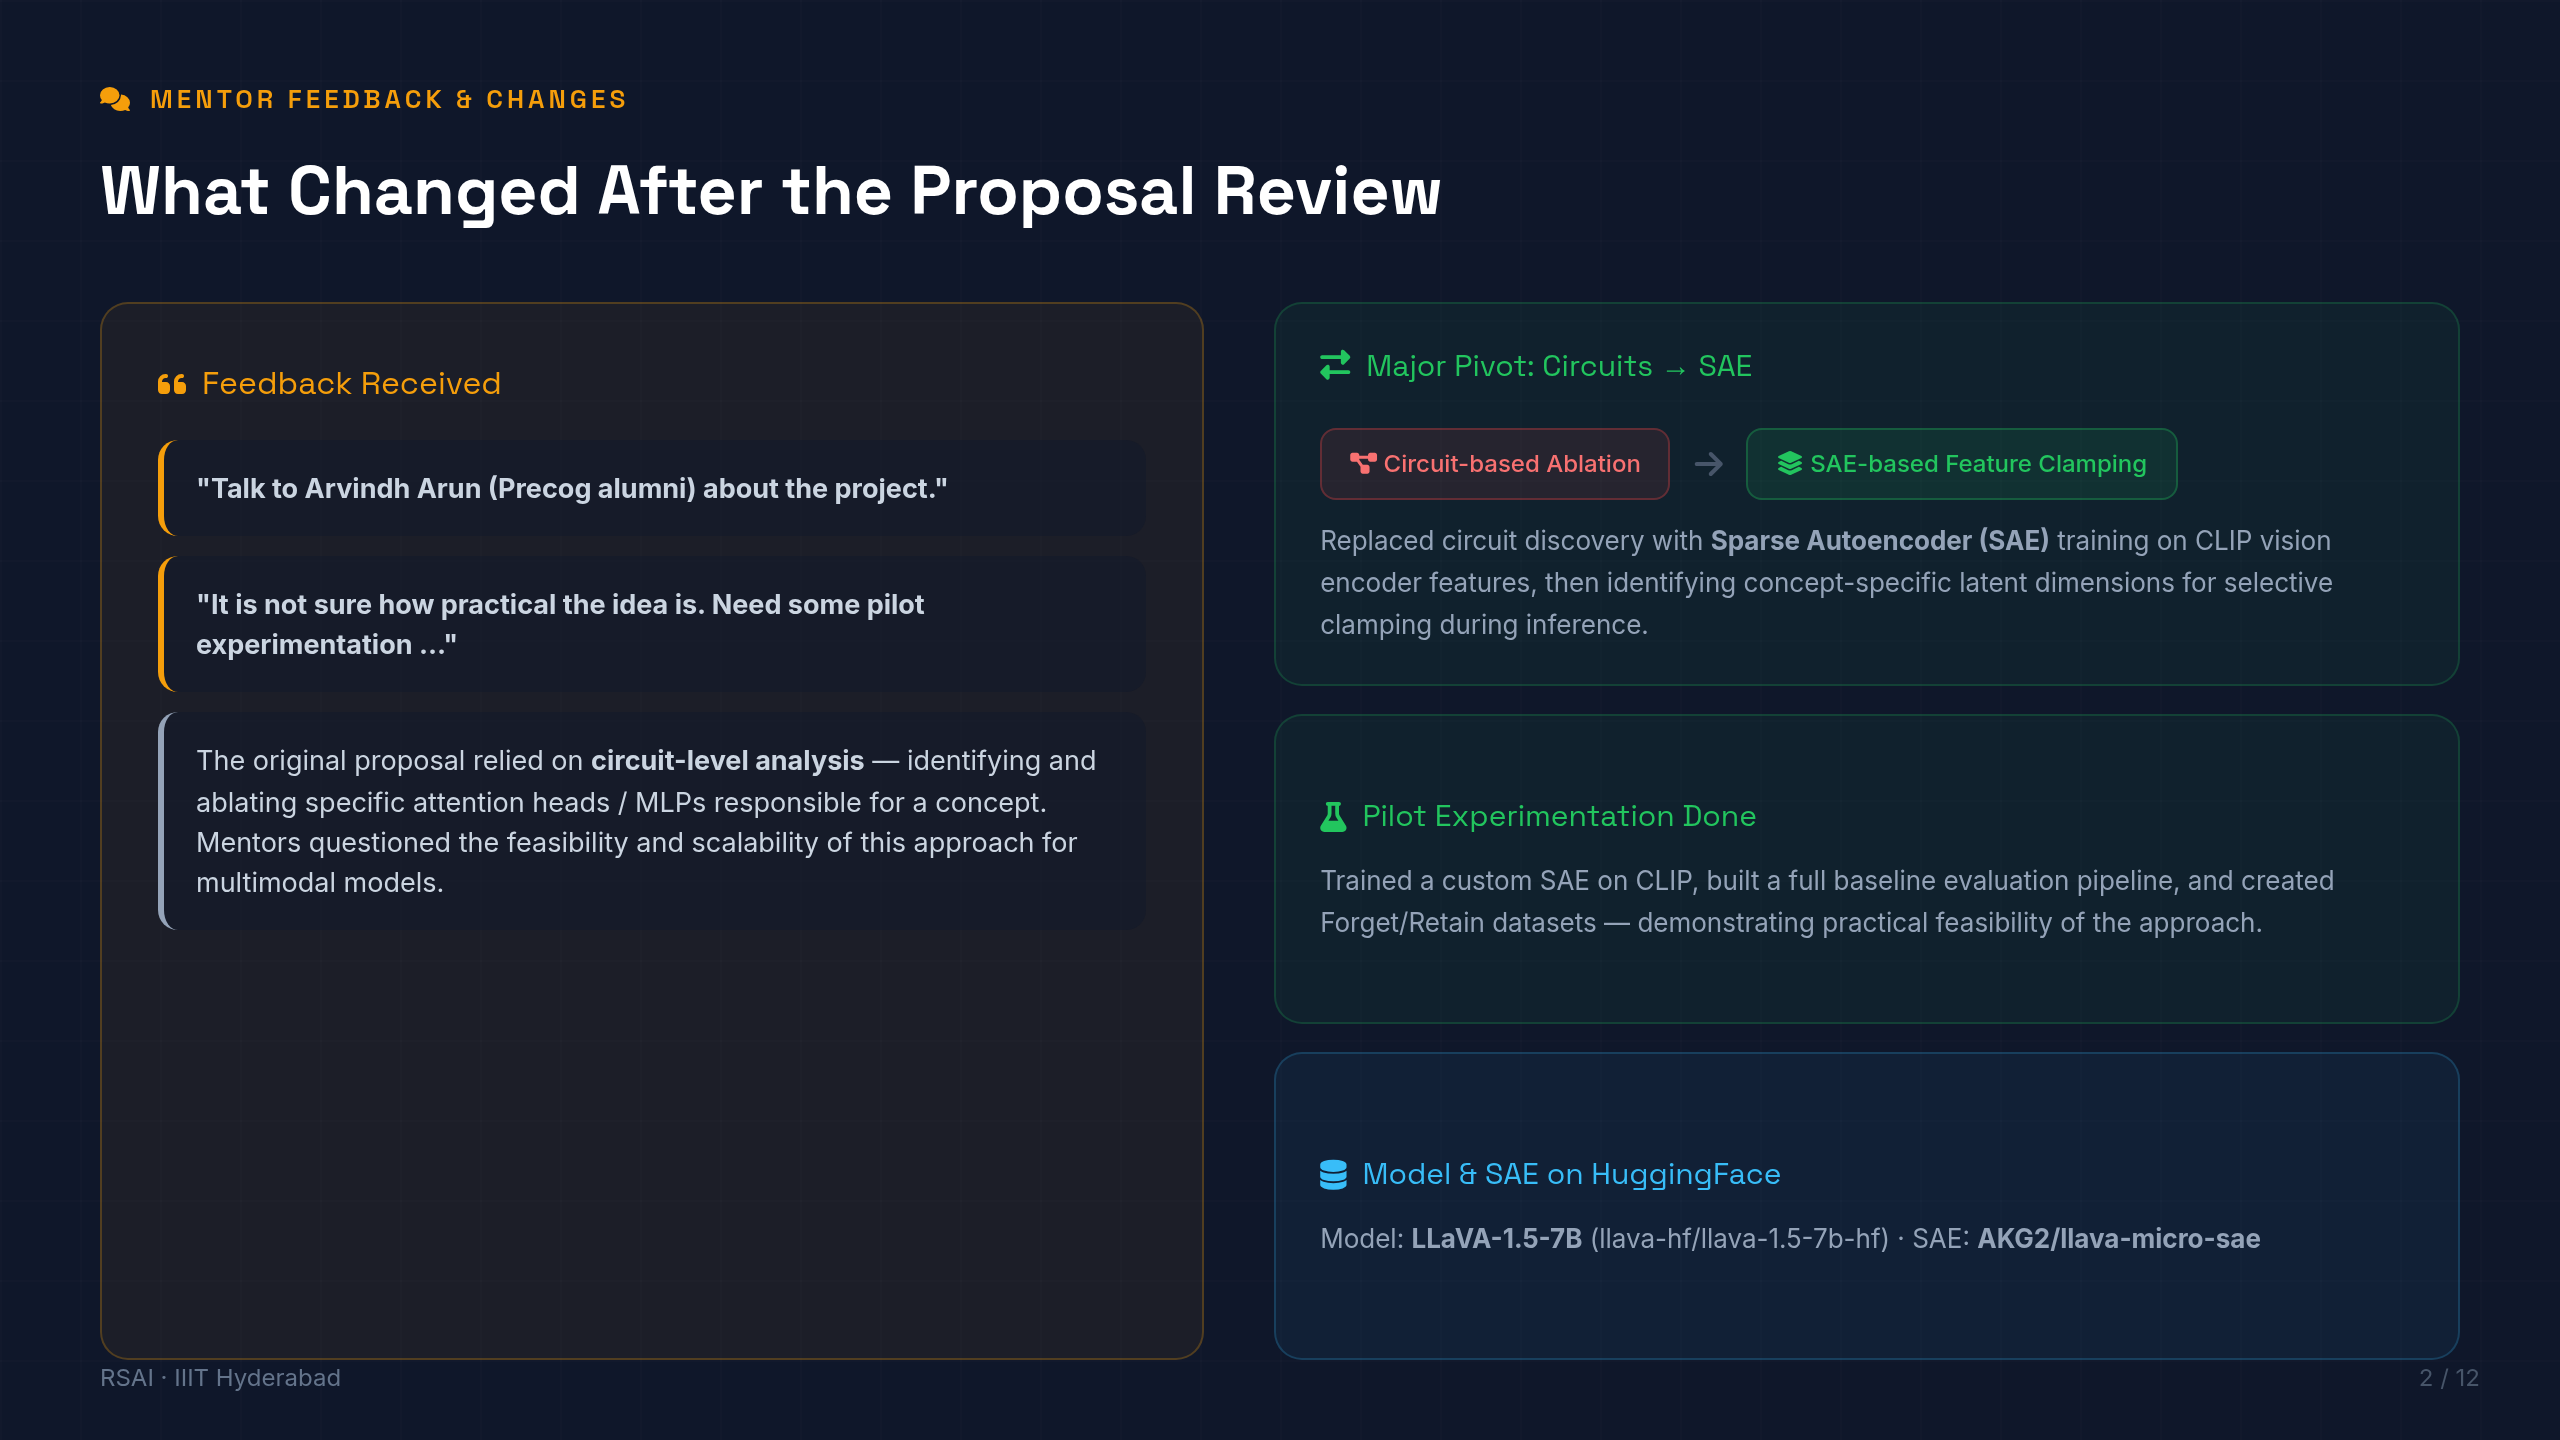 MENTOR FEEDBACK & CHANGES
What Changed After the Proposal Review
Feedback Received
"Talk to Arvindh Arun (Precog alumni) about the project."
"It is not sure how practical the idea is. Need some pilot
experimentation ..."
The original proposal relied on circuit-level analysis — identifying and
ablating specific attention heads / MLPs responsible for a concept.
Mentors questioned the feasibility and scalability of this approach for
multimodal models.
Major Pivot: Circuits → SAE
Circuit-based Ablation → SAE-based Feature Clamping
Replaced circuit discovery with Sparse Autoencoder (SAE) training on CLIP vision
encoder features, then identifying concept-specific latent dimensions for selective
clamping during inference.
Pilot Experimentation Done
Trained a custom SAE on CLIP, built a full baseline evaluation pipeline, and created
Forget/Retain datasets — demonstrating practical feasibility of the approach.
Model & SAE on HuggingFace
Model: LLaVA-1.5-7B (llava-hf/llava-1.5-7b-hf) · SAE: AKG2/llava-micro-sae
RSAI · IIIT Hyderabad
2 / 12